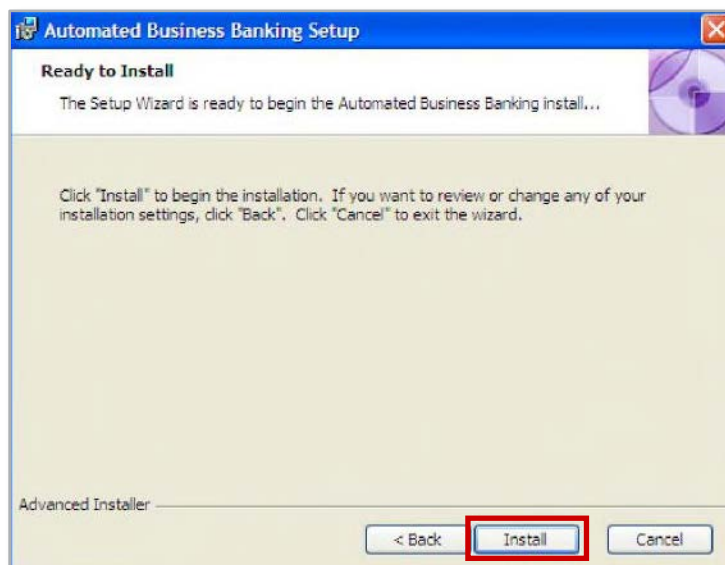 Automated Business Banking Setup
Ready to Install
The Setup Wizard is ready to begin the Automated Business Banking install...
Click "Install" to begin the installation. If you want to review or change any of your
installation settings, click "Back". Click "Cancel" to exit the wizard.
Advanced Installer
< Back Install Cancel